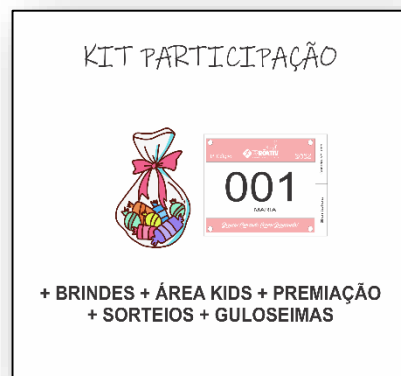 KIT PARTICIPAÇÃO
001
MARIA
+ BRINDES + ÁREA KIDS + PREMIAÇÃO
+ SORTEIOS + GULOSEIMAS